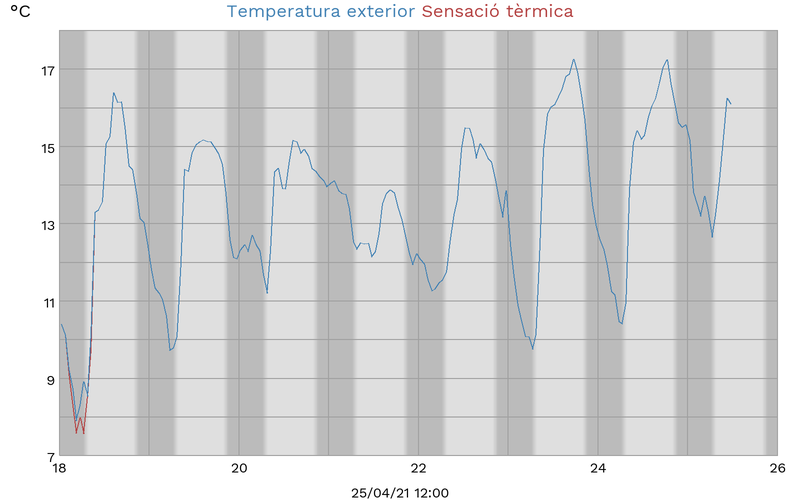 °C
Temperatura exterior Sensació tèrmica
17
15
13
11
9
7
18 20 22 24 26
25/04/21 12:00